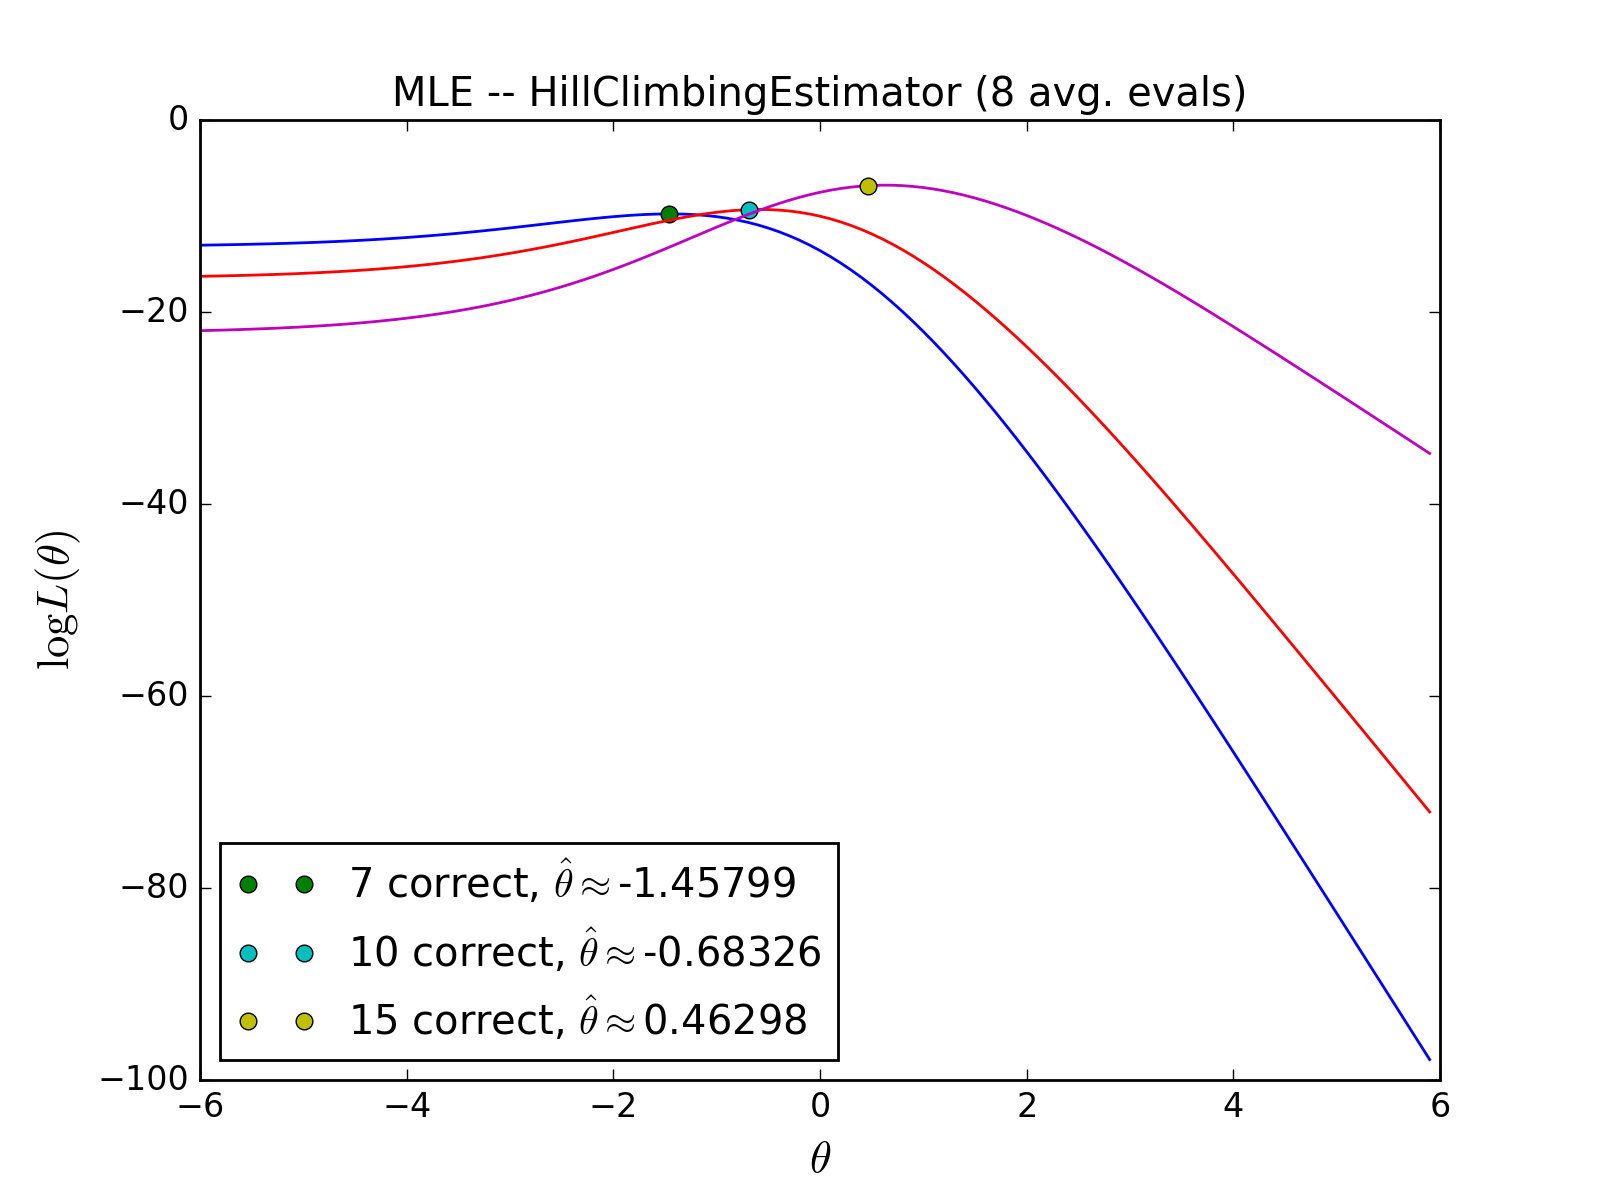 MLE -- HillClimbingEstimator (8 avg. evals)
0
−20
−40
−60
−80
−100
log L(θ)
7 correct, θ̂ ≈ -1.45799
10 correct, θ̂ ≈ -0.68326
15 correct, θ̂ ≈ 0.46298
−6 −4 −2 0 2 4 6
θ